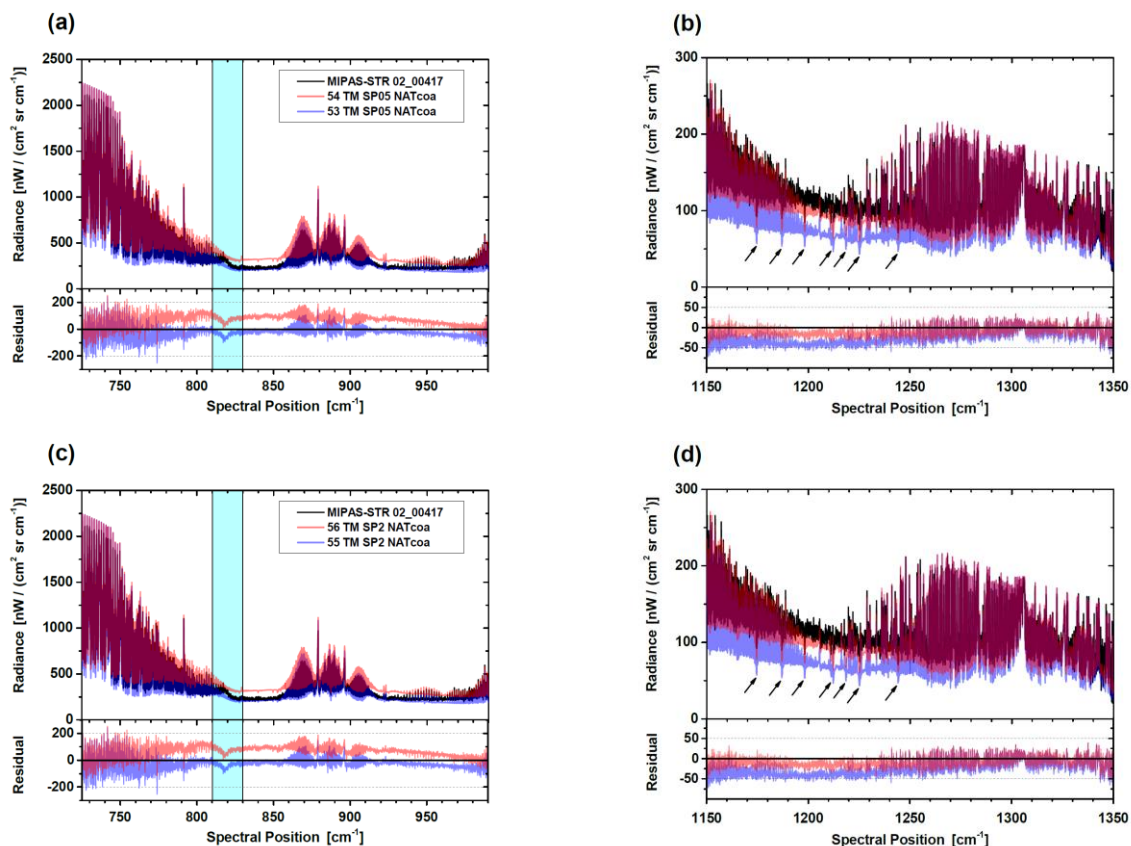 (a)
Radiance [nW / (cm² sr cm⁻¹)]
2500
2000
1500
1000
500
0
MIPAS-STR 02_00417
54 TM SP05 NATcoa
53 TM SP05 NATcoa
Residual
200
0
-200
750 800 850 900 950
Spectral Position [cm⁻¹]
(b)
Radiance [nW / (cm² sr cm⁻¹)]
300
200
100
0
Residual
50
0
-50
1150 1200 1250 1300 1350
Spectral Position [cm⁻¹]
(c)
Radiance [nW / (cm² sr cm⁻¹)]
2500
2000
1500
1000
500
0
MIPAS-STR 02_00417
56 TM SP2 NATcoa
55 TM SP2 NATcoa
Residual
200
0
-200
750 800 850 900 950
Spectral Position [cm⁻¹]
(d)
Radiance [nW / (cm² sr cm⁻¹)]
300
200
100
0
Residual
50
0
-50
1150 1200 1250 1300 1350
Spectral Position [cm⁻¹]